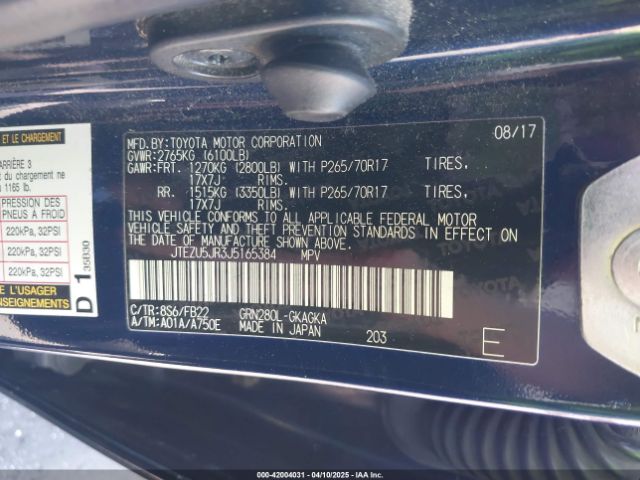 ET LE CHARGEMENT
ARRIÈRE 3
chargement ne
1165 lb.
PRESSION DES
PNEUS À FROID
220kPa, 32PSI
220kPa, 32PSI
220kPa, 32PSI
L'USAGER
ENSEIGNEMENTS
D 1
35B30
MFD.BY:TOYOTA MOTOR CORPORATION 08/17
GVWR:2765KG (6100LB)
GAWR:FRT. 1270KG (2800LB) WITH P265/70R17 TIRES,
17X7J RIMS.
RR. 1515KG (3350LB) WITH P265/70R17 TIRES,
17X7J RIMS.
THIS VEHICLE CONFORMS TO ALL APPLICABLE FEDERAL MOTOR
VEHICLE SAFETY AND THEFT PREVENTION STANDARDS IN EFFECT ON
THE DATE OF MANUFACTURE SHOWN ABOVE.
JTEZU5JR3J5165384 MPV
C/TR:8S6/FB22 GRN280L-GKAGKA
A/TM:A01A/A750E MADE IN JAPAN 203
E
000-42004031 - 04/10/2025 - IAA Inc.